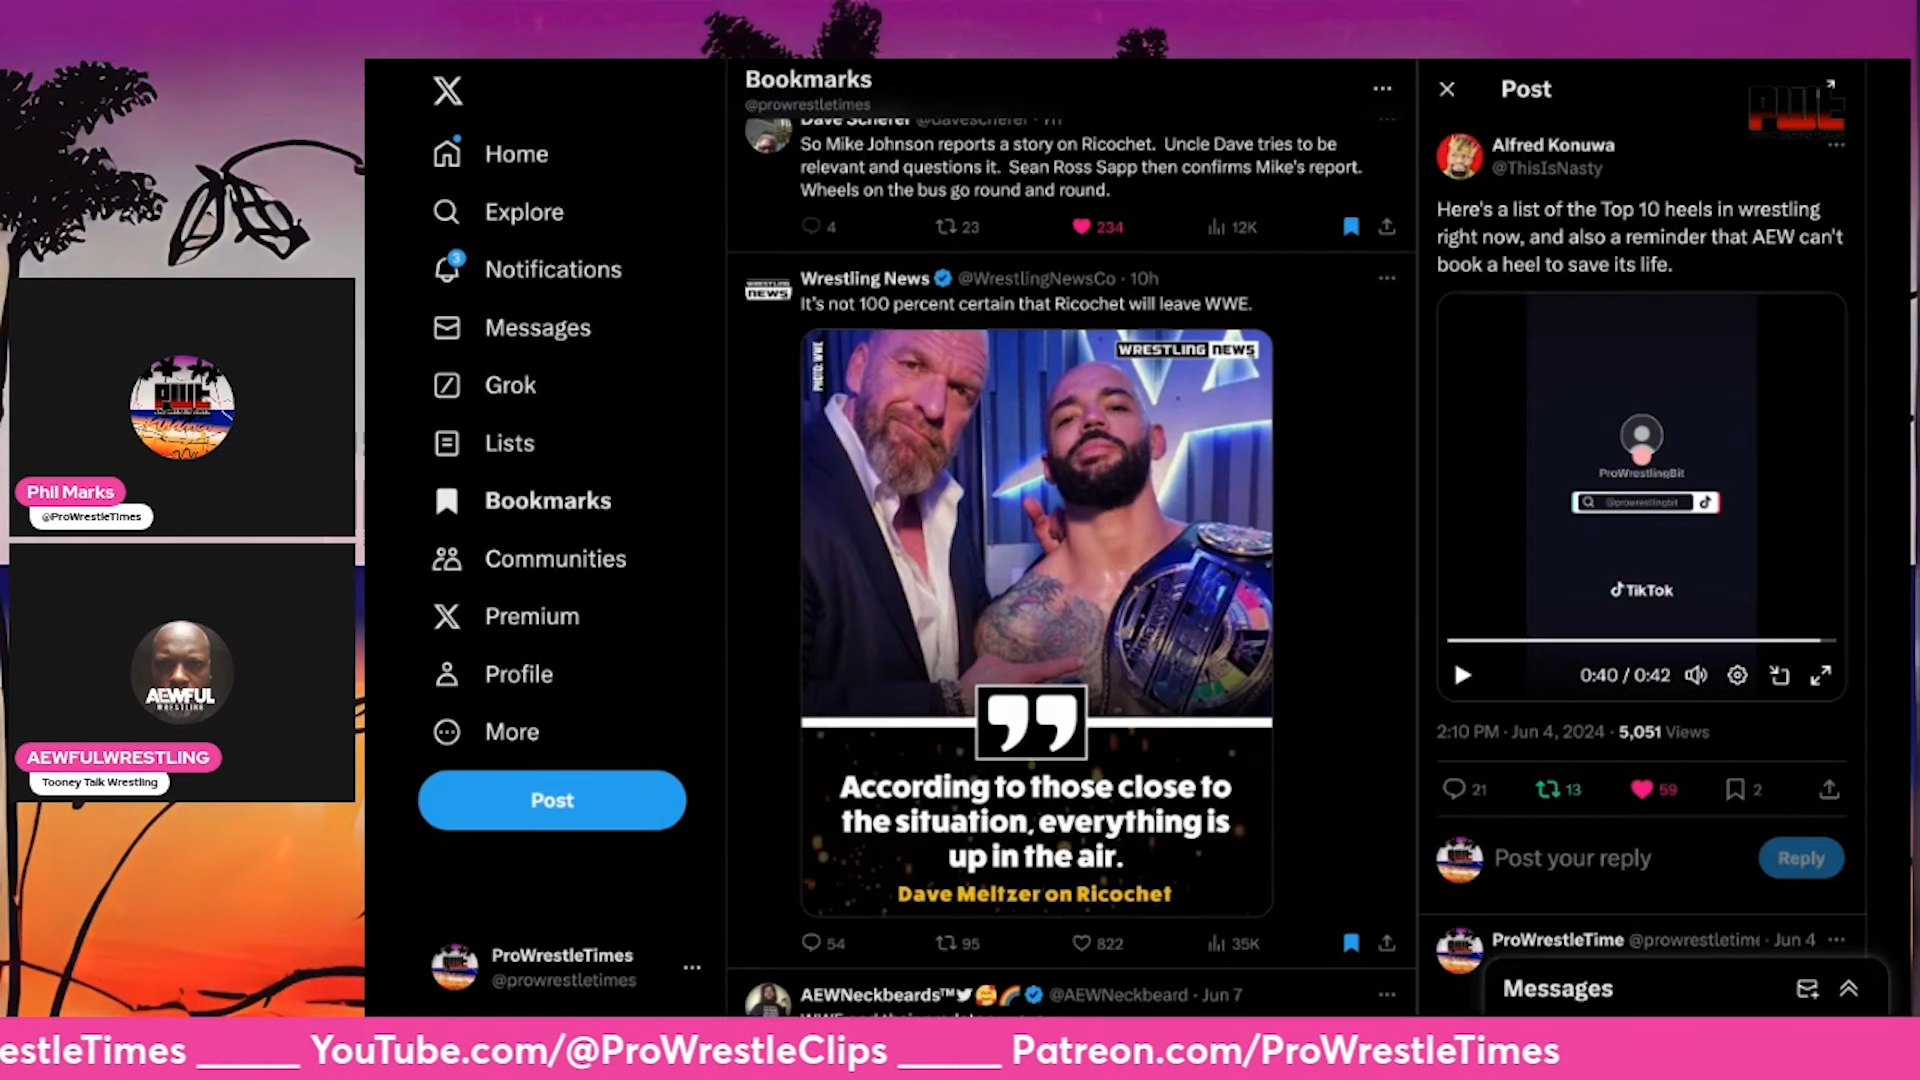 Phil Marks
@ProWrestleTimes
AEWFUL
WRESTLING
AEWFULWRESTLING
Tooney Talk Wrestling
Home
Explore
3
Notifications
Messages
Grok
Lists
Bookmarks
Communities
Premium
Profile
More
Post
ProWrestleTimes
@prowrestletimes
Bookmarks
@prowrestletimes
Dave Scherer @davescherer · 7h
So Mike Johnson reports a story on Ricochet. Uncle Dave tries to be
relevant and questions it. Sean Ross Sapp then confirms Mike's report.
Wheels on the bus go round and round.
4 23 234 12K
Wrestling News @WrestlingNewsCo · 10h
It's not 100 percent certain that Ricochet will leave WWE.
PHOTO: WWE
WRESTLING NEWS
According to those close to
the situation, everything is
up in the air.
Dave Meltzer on Ricochet
54 95 822 35K
AEWNeckbeards™ @AEWNeckbeard · Jun 7
Post
PWT
Alfred Konuwa
@ThisIsNasty
Here's a list of the Top 10 heels in wrestling
right now, and also a reminder that AEW can't
book a heel to save its life.
ProWrestlingBit
@prowrestlingbit
TikTok
0:40 / 0:42
2:10 PM · Jun 4, 2024 · 5,051 Views
21 13 59 2
Post your reply
Reply
ProWrestleTime @prowrestletime · Jun 4
Messages
estleTimes _____ YouTube.com/@ProWrestleClips _____ Patreon.com/ProWrestleTimes